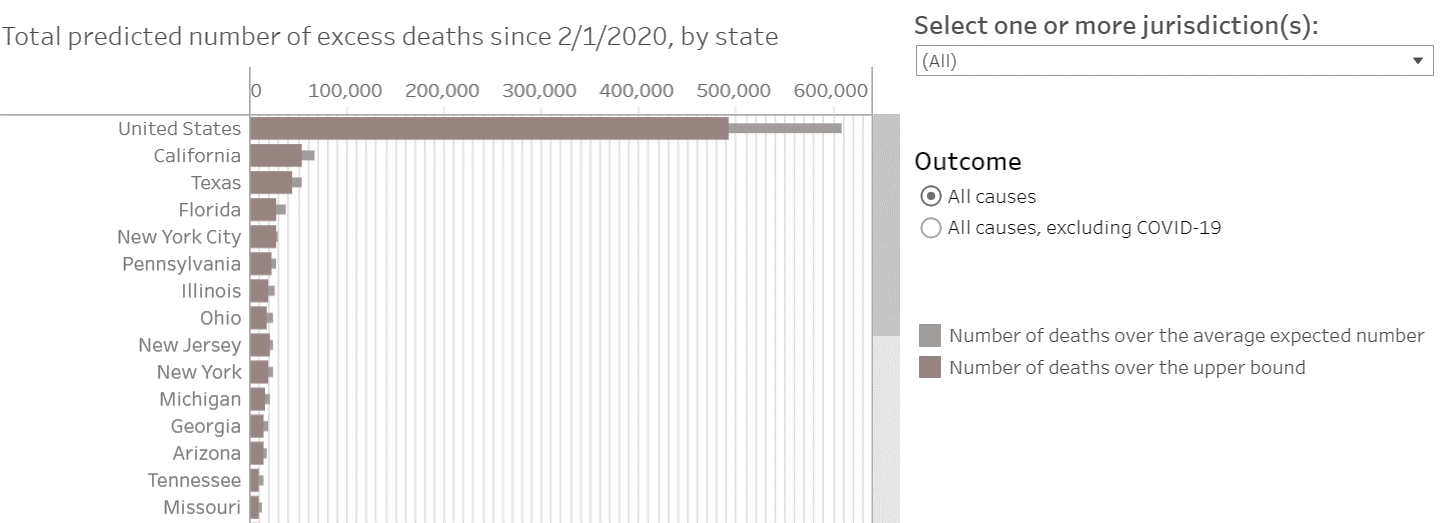 Total predicted number of excess deaths since 2/1/2020, by state
0 100,000 200,000 300,000 400,000 500,000 600,000
United States
California
Texas
Florida
New York City
Pennsylvania
Illinois
Ohio
New Jersey
New York
Michigan
Georgia
Arizona
Tennessee
Missouri
Select one or more jurisdiction(s):
(All)
Outcome
All causes
All causes, excluding COVID-19
Number of deaths over the average expected number
Number of deaths over the upper bound